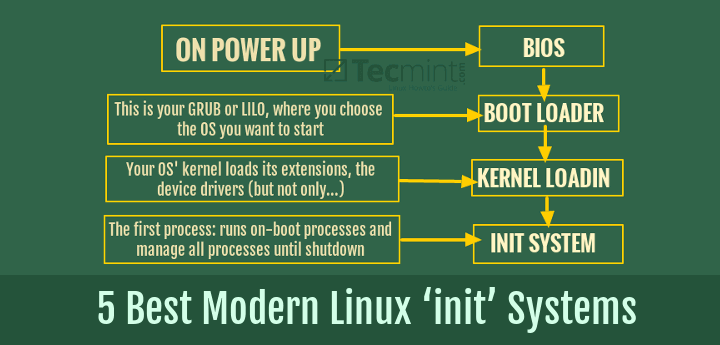 ON POWER UP
BIOS
Tecmint.com
This is your GRUB or LILO, where you choose
the OS you want to start
BOOT LOADER
Your OS' kernel loads its extensions, the
device drivers (but not only...)
KERNEL LOADIN
The first process: runs on-boot processes and
manage all processes until shutdown
INIT SYSTEM
5 Best Modern Linux ‘init’ Systems